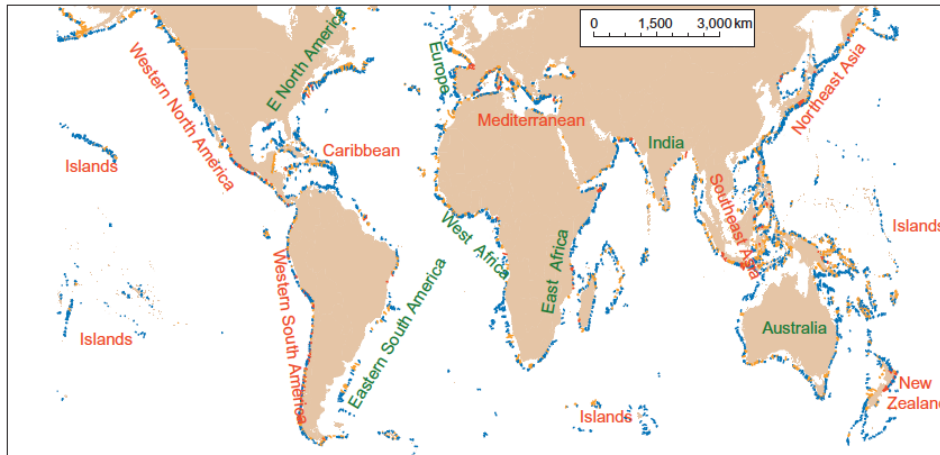 0 1,500 3,000 km
Western North America
E North America
Europe
Northeast Asia
Mediterranean
India
Caribbean
Islands
Southeast Asia
Islands
West Africa
East Africa
Western South America
Eastern South America
Islands
Australia
Islands
New
Zealand